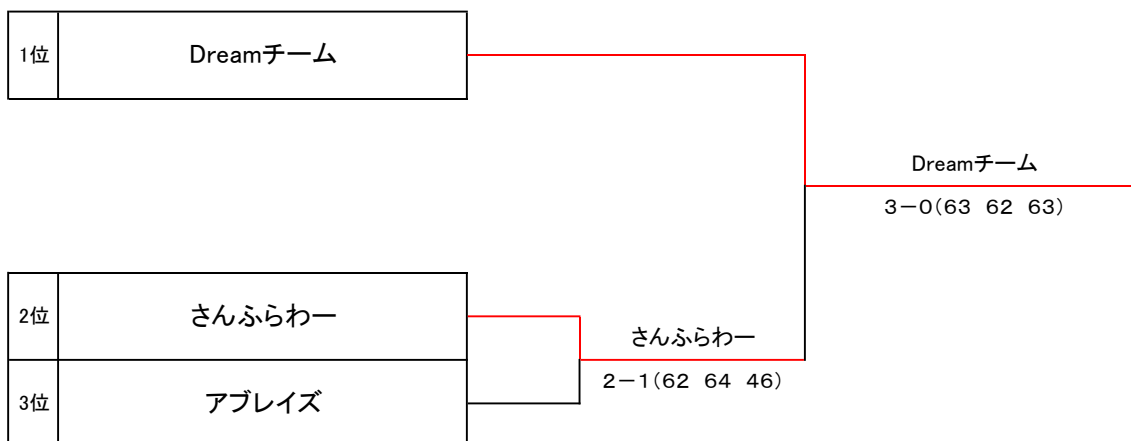 1位 Dreamチーム
Dreamチーム
3－0(63 62 63)
2位 さんふらわー
さんふらわー
2－1(62 64 46)
3位 アブレイズ